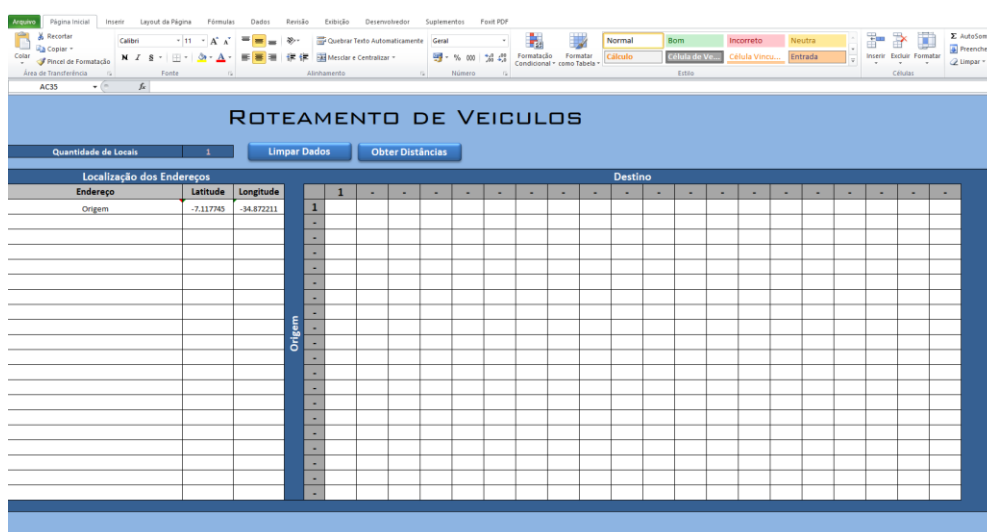 Arquivo Página Inicial Inserir Layout da Página Fórmulas Dados Revisão Exibição Desenvolvedor Suplementos Foxit PDF
Recortar
Copiar
Pincel de Formatação
Colar
Área de Transferência
Calibri 11
N I S
Fonte
Quebrar Texto Automaticamente
Mesclar e Centralizar
Alinhamento
Geral
% 000
Número
Formatação Condicional
Formatar como Tabela
Normal Bom Incorreto Neutra
Cálculo Célula de Ve... Célula Vincu... Entrada
Estilo
Inserir Excluir Formatar
Células
Σ AutoSom
Preenche
Limpar
AC35 fx
Roteamento de Veiculos
Quantidade de Locais 1 Limpar Dados Obter Distâncias
Localização dos Endereços Destino
Endereço Latitude Longitude 1 - - - - - - - - - - - - - - - - - - -
Origem -7.117745 -34.872211 1
-
-
-
-
-
-
-
Origem
-
-
-
-
-
-
-
-
-
-
-
-